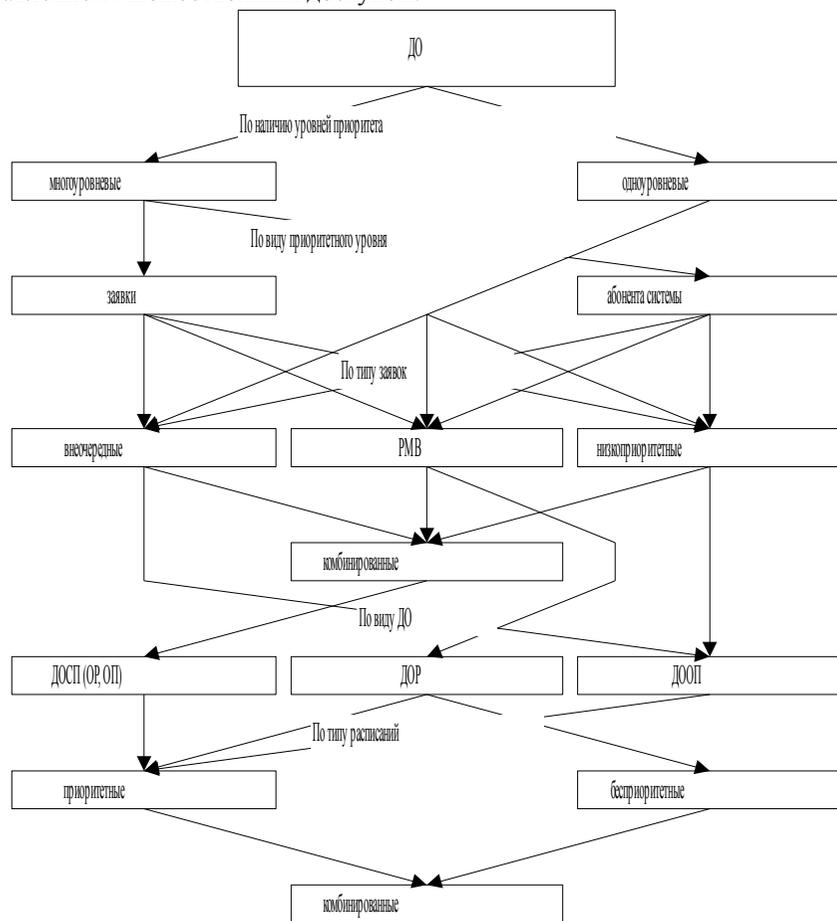 ДО
По наличию уровней приоритета
многоуровневые
одноуровневые
По виду приоритетного уровня
заявки
абонента системы
По типу заявок
внеочередные
РМВ
низкоприоритетные
комбинированные
По виду ДО
ДОСП (ОР, ОП)
ДОР
ДООП
По типу расписаний
приоритетные
бесприоритетные
комбинированные